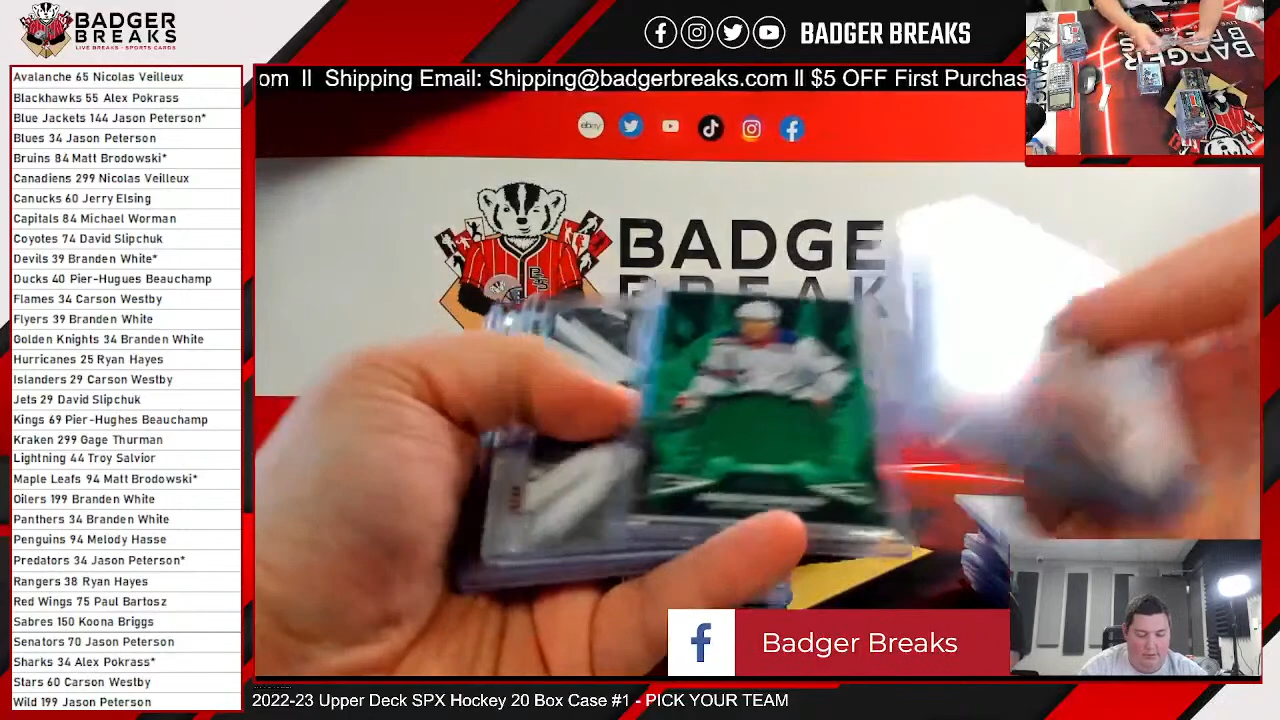 BADGER
BREAKS
LIVE BREAKS - SPORTS CARDS
BADGER BREAKS
om ll Shipping Email: Shipping@badgerbreaks.com ll $5 OFF First Purchas
Avalanche 65 Nicolas Veilleux
Blackhawks 55 Alex Pokrass
Blue Jackets 144 Jason Peterson*
Blues 34 Jason Peterson
Bruins 84 Matt Brodowski*
Canadiens 299 Nicolas Veilleux
Canucks 60 Jerry Elsing
Capitals 84 Michael Worman
Coyotes 74 David Slipchuk
Devils 39 Branden White*
Ducks 40 Pier-Hugues Beauchamp
Flames 34 Carson Westby
Flyers 39 Branden White
Golden Knights 34 Branden White
Hurricanes 25 Ryan Hayes
Islanders 29 Carson Westby
Jets 29 David Slipchuk
Kings 69 Pier-Hughes Beauchamp
Kraken 299 Gage Thurman
Lightning 44 Troy Salvior
Maple Leafs 94 Matt Brodowski*
Oilers 199 Branden White
Panthers 34 Branden White
Penguins 94 Melody Hasse
Predators 34 Jason Peterson*
Rangers 38 Ryan Hayes
Red Wings 75 Paul Bartosz
Sabres 150 Koona Briggs
Senators 70 Jason Peterson
Sharks 34 Alex Pokrass*
Stars 60 Carson Westby
Wild 199 Jason Peterson
ebay
BADGE
BREAK
BADGER
BREAKS
BADGE
Badger Breaks
2022-23 Upper Deck SPX Hockey 20 Box Case #1 - PICK YOUR TEAM